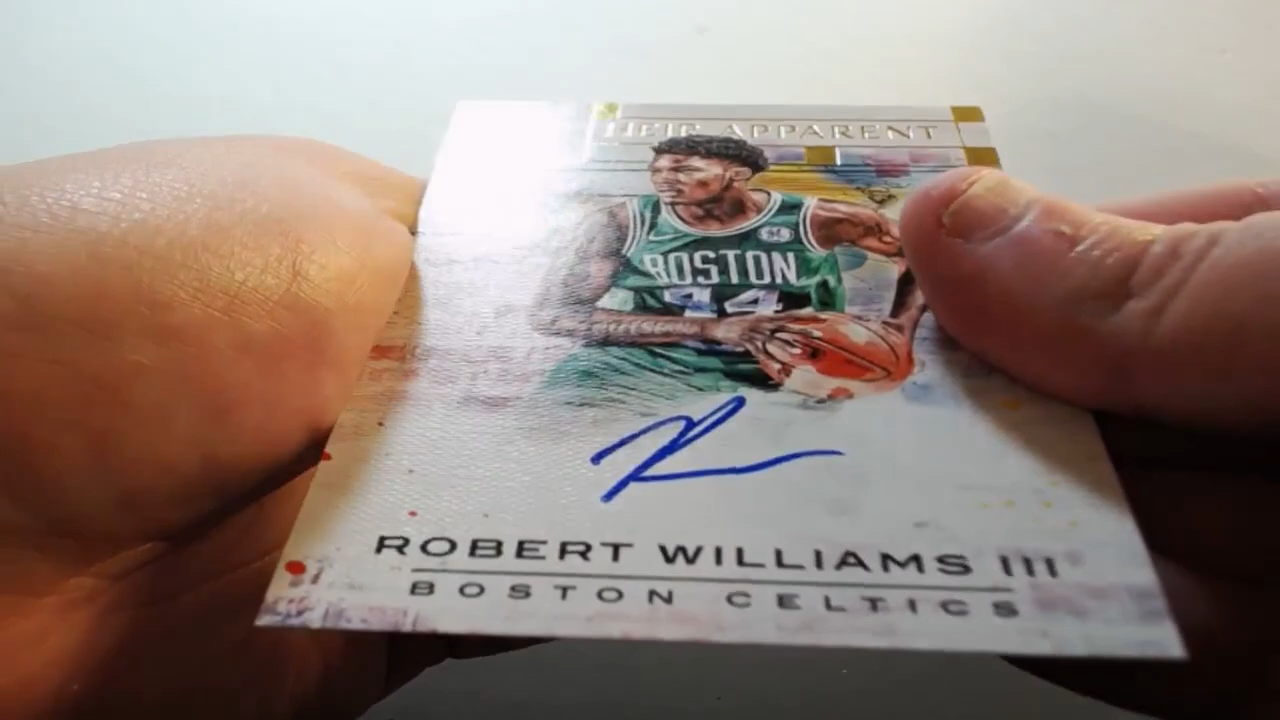 HEIR APPARENT
BOSTON
44
ROBERT WILLIAMS III
BOSTON CELTICS